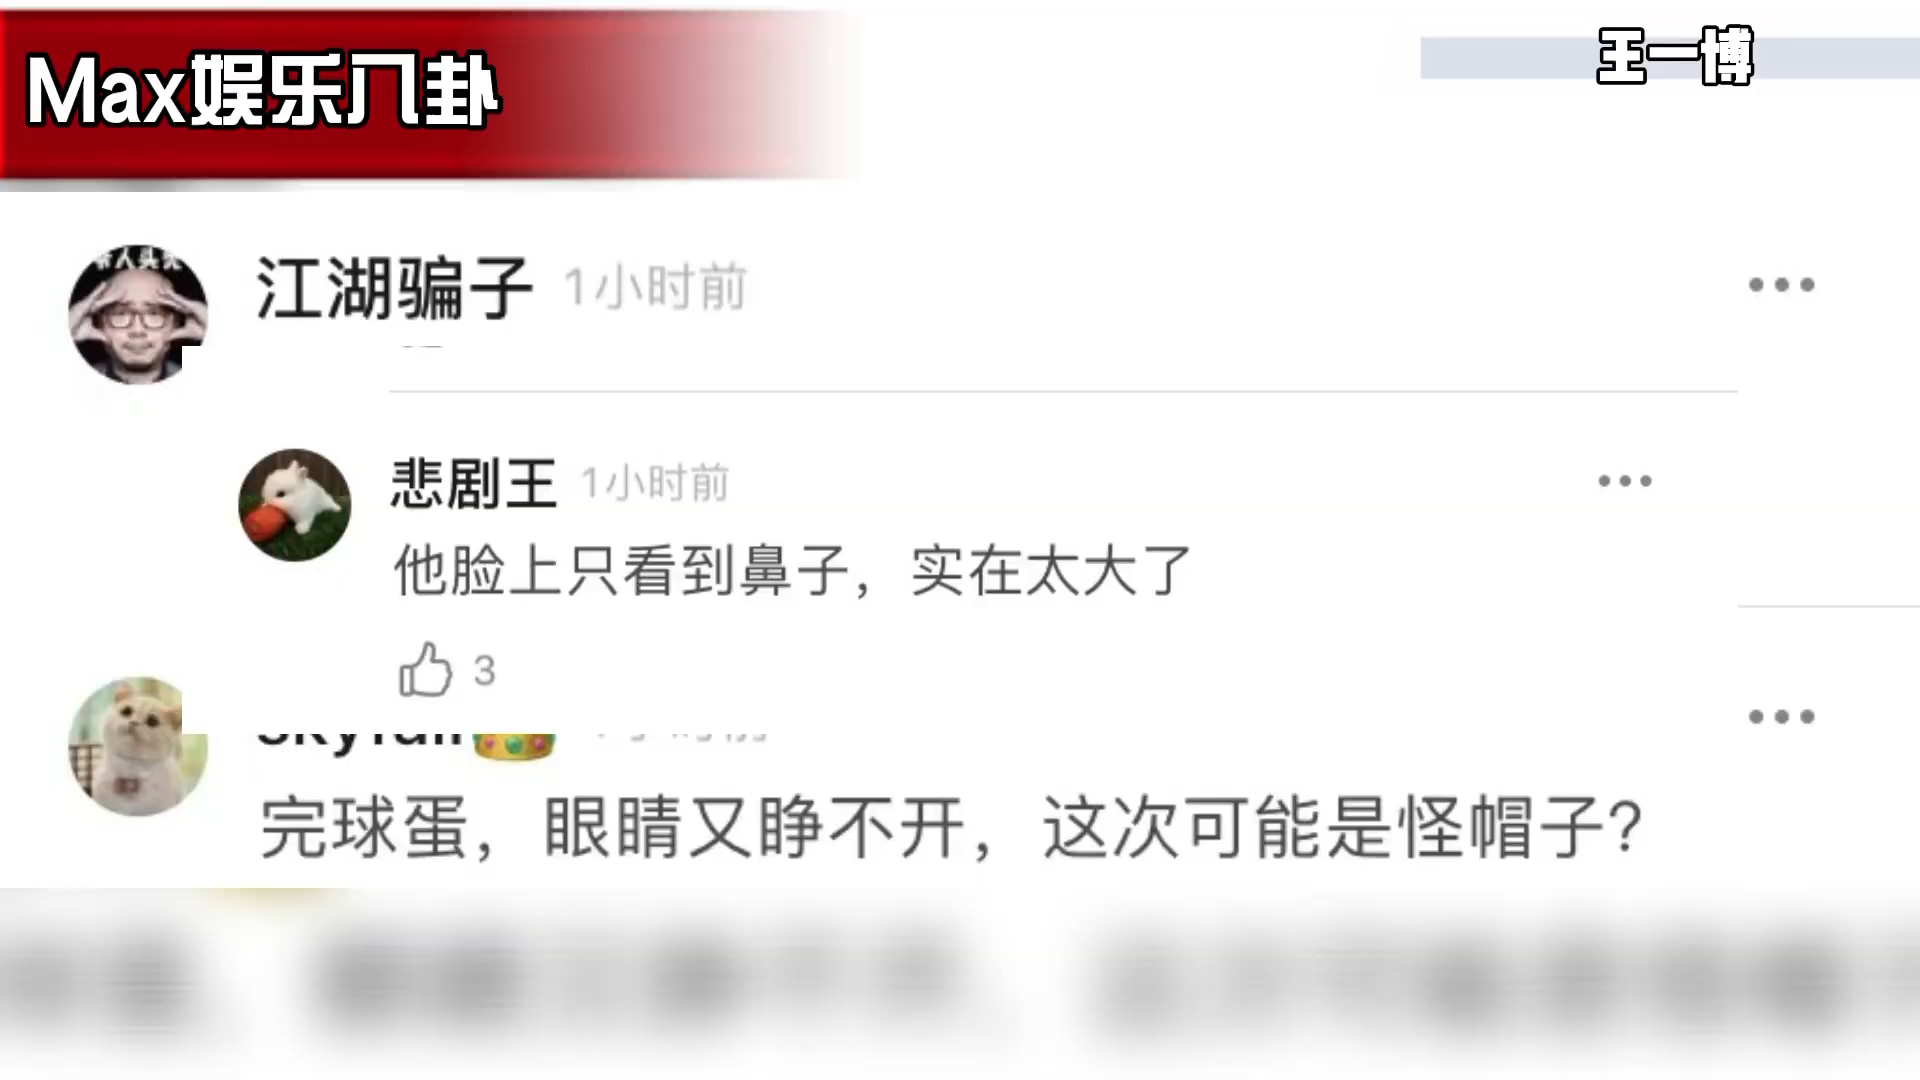 Max娱乐八卦
王一博
江湖骗子 1小时前
悲剧王 1小时前
他脸上只看到鼻子，实在太大了
3
完球蛋，眼睛又睁不开，这次可能是怪帽子？